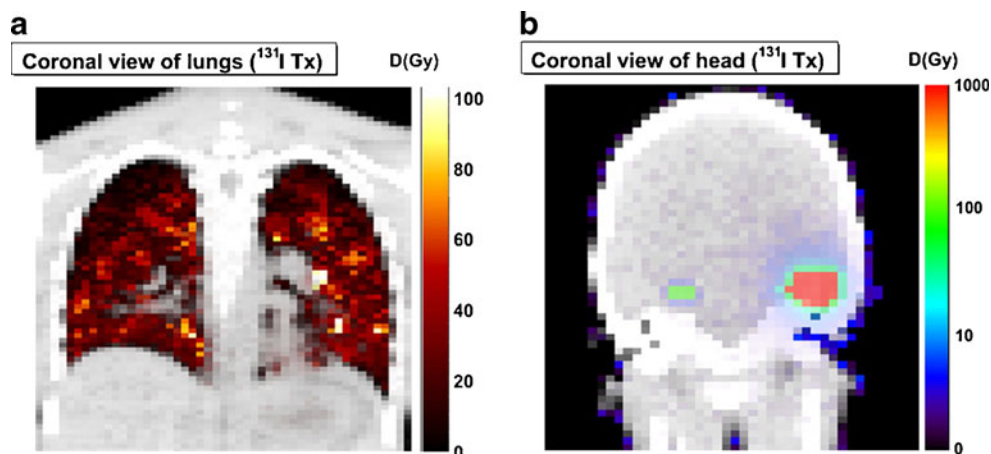 a
Coronal view of lungs (¹³¹I Tx)
D(Gy)
100
80
60
40
20
0
b
Coronal view of head (¹³¹I Tx)
D(Gy)
1000
100
10
0